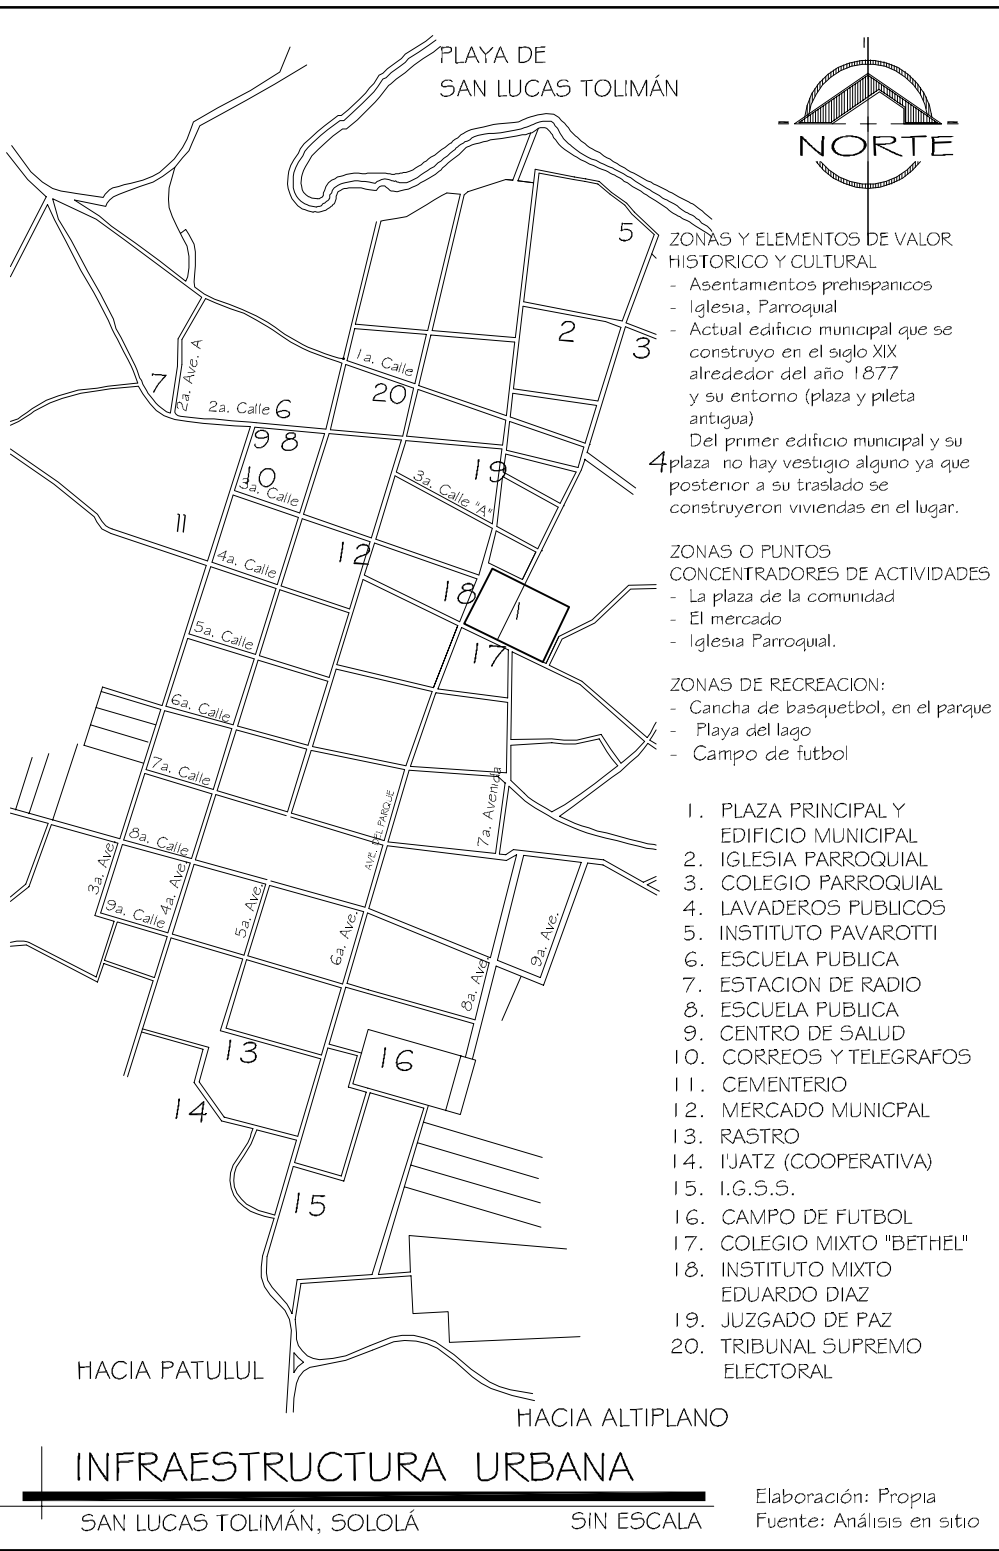 PLAYA DE
SAN LUCAS TOLIMÁN
NORTE
ZONAS Y ELEMENTOS DE VALOR
HISTORICO Y CULTURAL
- Asentamientos prehispanicos
- Iglesia, Parroquial
- Actual edificio municipal que se
construyo en el siglo XIX
alrededor del año 1877
y su entorno (plaza y pileta
antigua)
Del primer edificio municipal y su
plaza no hay vestigio alguno ya que
posterior a su traslado se
construyeron viviendas en el lugar.
ZONAS O PUNTOS
CONCENTRADORES DE ACTIVIDADES
- La plaza de la comunidad
- El mercado
- Iglesia Parroquial.
ZONAS DE RECREACION:
- Cancha de basquetbol, en el parque
- Playa del lago
- Campo de futbol
1. PLAZA PRINCIPAL Y
EDIFICIO MUNICIPAL
2. IGLESIA PARROQUIAL
3. COLEGIO PARROQUIAL
4. LAVADEROS PUBLICOS
5. INSTITUTO PAVAROTTI
6. ESCUELA PUBLICA
7. ESTACION DE RADIO
8. ESCUELA PUBLICA
9. CENTRO DE SALUD
10. CORREOS Y TELEGRAFOS
11. CEMENTERIO
12. MERCADO MUNICPAL
13. RASTRO
14. I'JATZ (COOPERATIVA)
15. I.G.S.S.
16. CAMPO DE FUTBOL
17. COLEGIO MIXTO "BETHEL"
18. INSTITUTO MIXTO
EDUARDO DIAZ
19. JUZGADO DE PAZ
20. TRIBUNAL SUPREMO
ELECTORAL
5
2
3
1a. Calle
20
7
2a. Ave. A
2a. Calle 6
9 8
10
3a. Calle
19
3a. Calle "A"
4
11
12
4a. Calle
18
1
17
5a. Calle
6a. Calle
7a. Calle
AVE. DEL PARQUE
7a. Avenida
8a. Calle
3a. Ave.
4a. Ave.
9a. Calle
5a. Ave.
6a. Ave.
8a. Ave.
9a. Ave.
13
16
14
15
HACIA PATULUL
HACIA ALTIPLANO
INFRAESTRUCTURA URBANA
SAN LUCAS TOLIMÁN, SOLOLÁ
SIN ESCALA
Elaboración: Propia
Fuente: Análisis en sitio